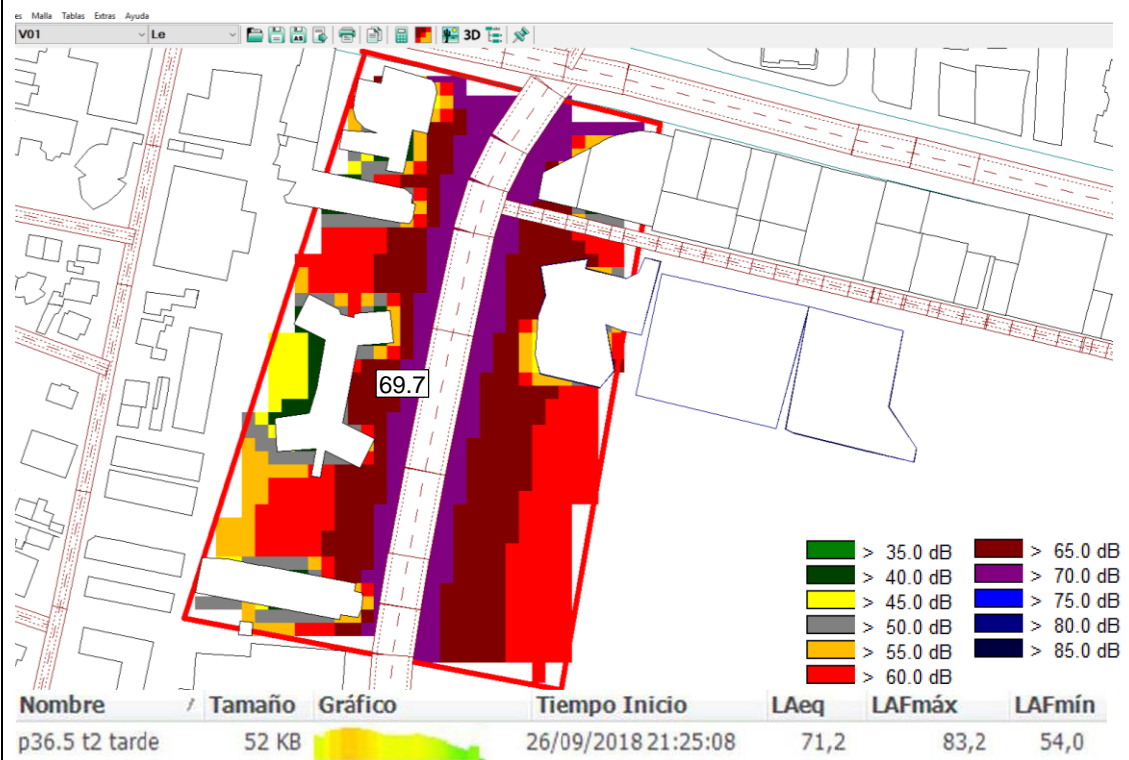 es Malla Tablas Extras Ayuda
V01 Le AS 3D
69.7
> 35.0 dB > 65.0 dB
> 40.0 dB > 70.0 dB
> 45.0 dB > 75.0 dB
> 50.0 dB > 80.0 dB
> 55.0 dB > 85.0 dB
> 60.0 dB
Nombre / Tamaño Gráfico Tiempo Inicio LAeq LAFmáx LAFmín
p36.5 t2 tarde 52 KB 26/09/2018 21:25:08 71,2 83,2 54,0